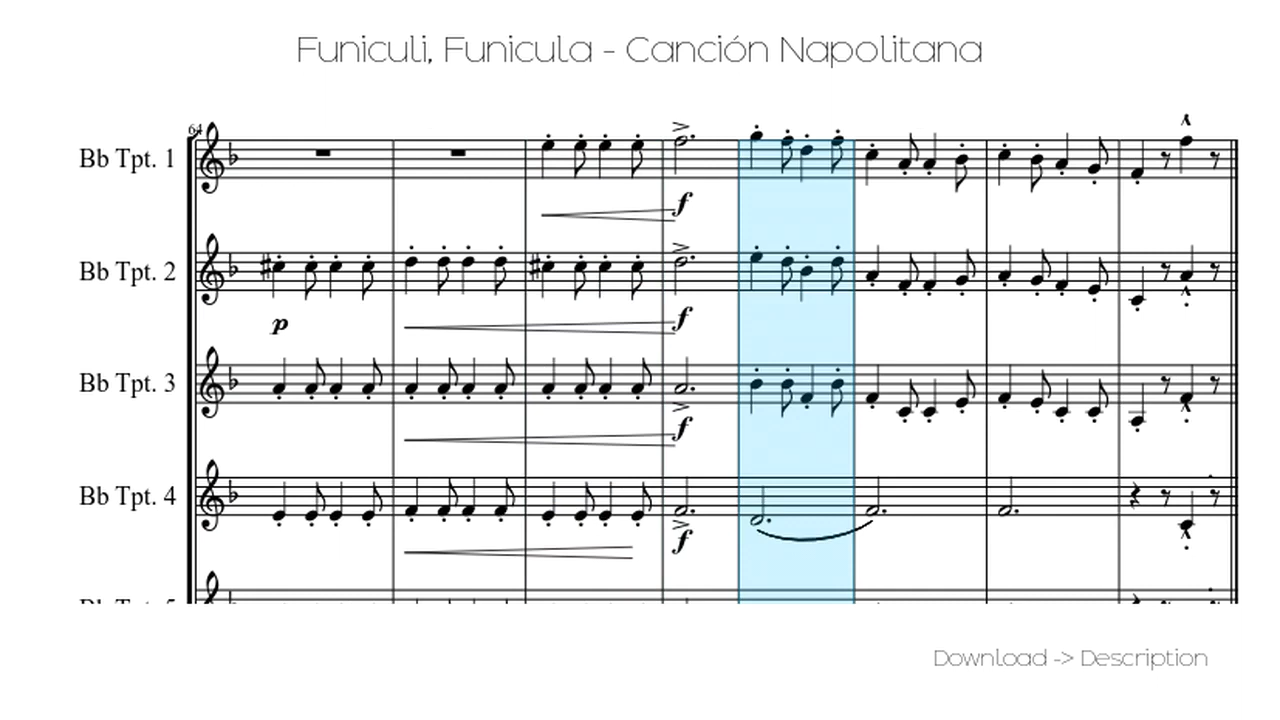 Funiculi, Funicula - Canción Napolitana
64
Bb Tpt. 1
f
Bb Tpt. 2
p
f
Bb Tpt. 3
f
Bb Tpt. 4
f
Download -> Description